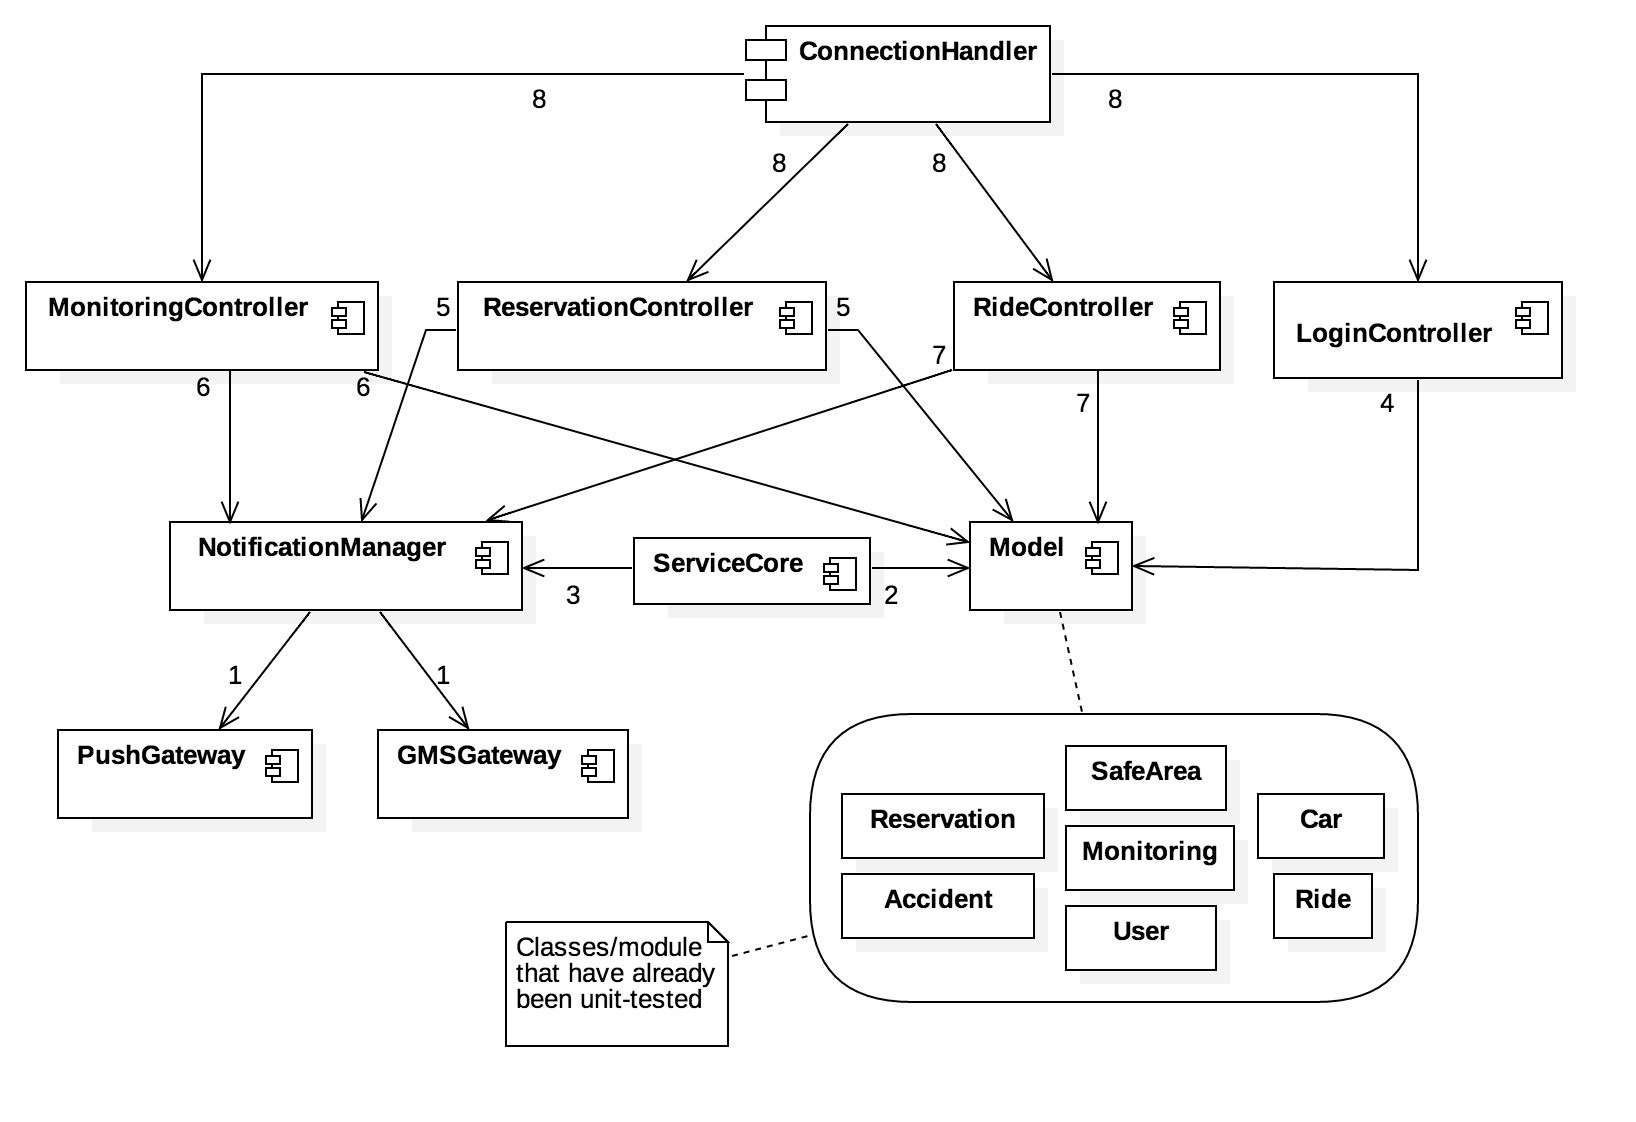 ConnectionHandler
8
8
8
8
MonitoringController
5
ReservationController
5
RideController
LoginController
7
6
6
7
4
NotificationManager
ServiceCore
Model
3
2
1
1
PushGateway
GMSGateway
SafeArea
Reservation
Car
Monitoring
Accident
Ride
User
Classes/module
that have already
been unit-tested